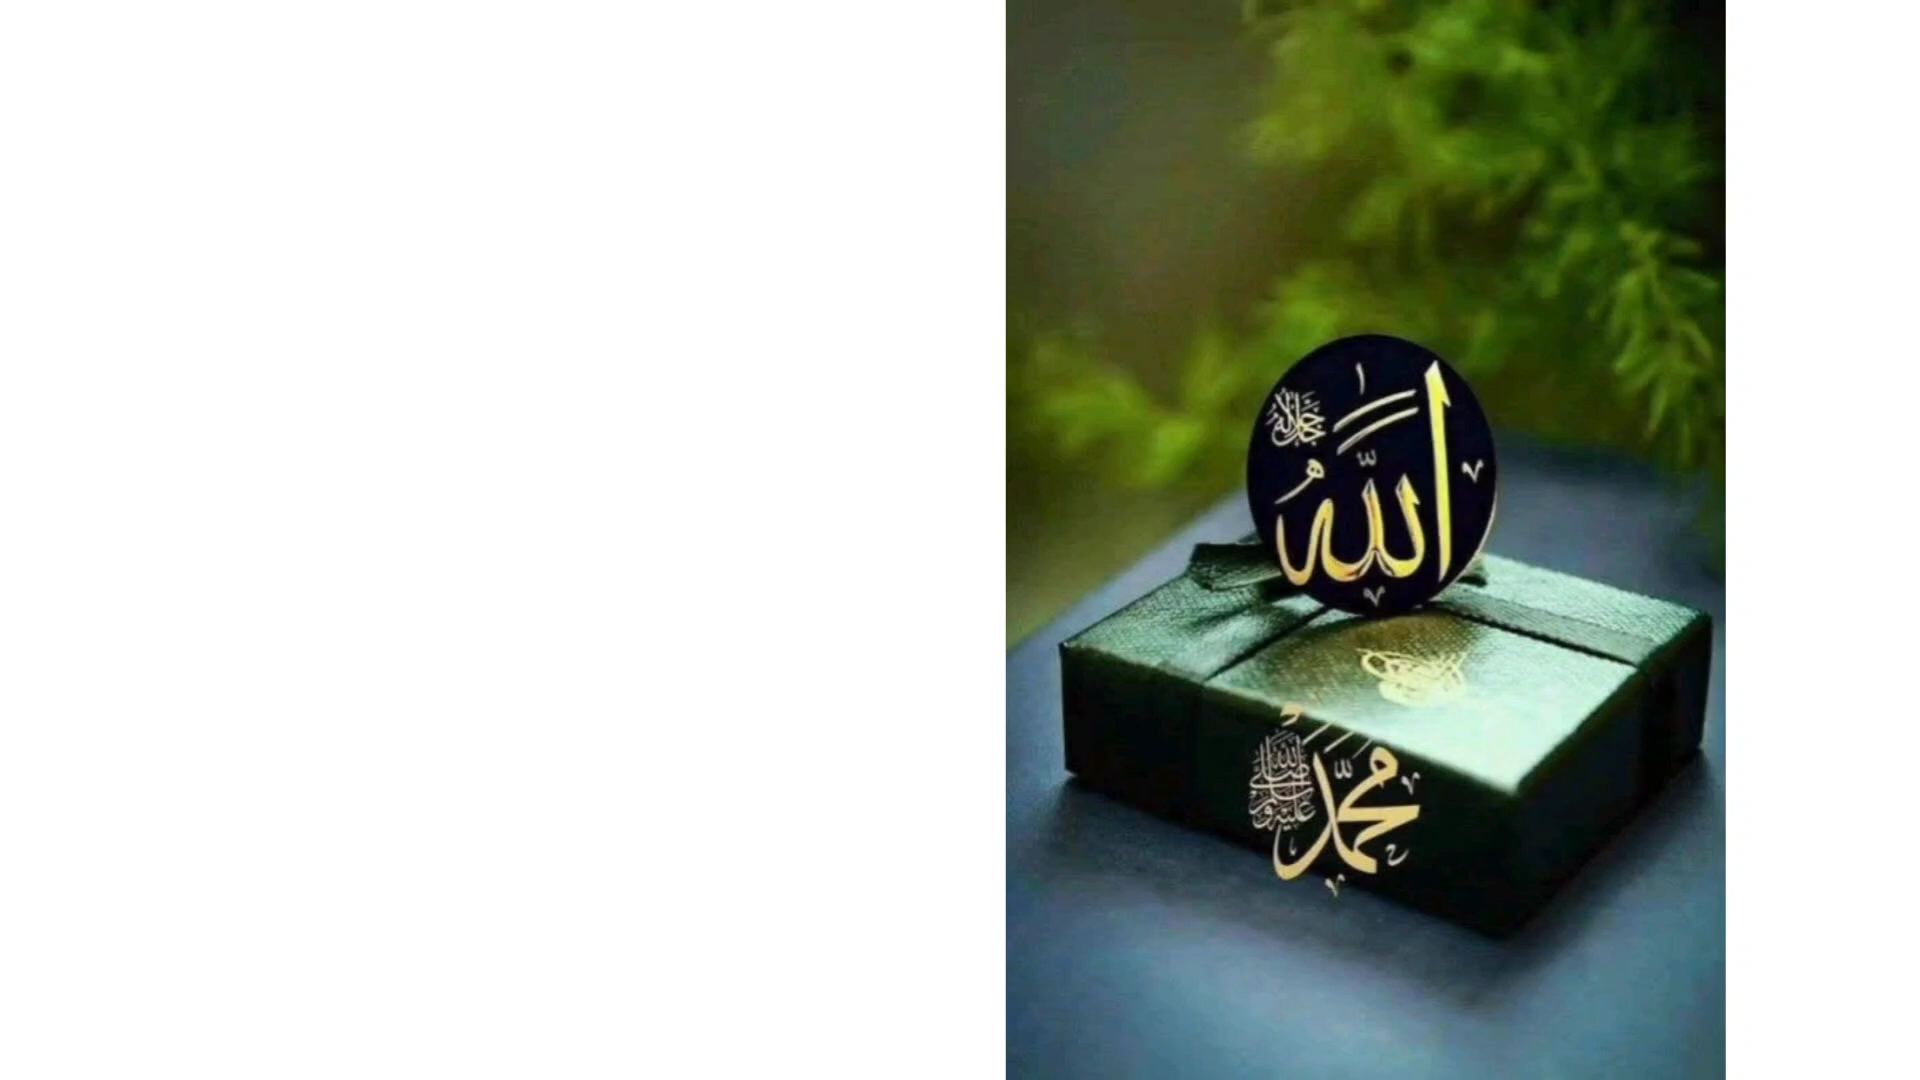 اللهُ
جل جلاله
محمد
صلى الله عليه وسلم